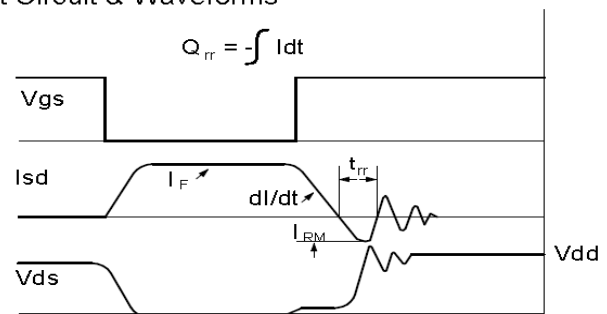 t Circuit & Waveforms
Q rr = -∫ Idt
Vgs
Isd
I F
dI/dt
t rr
I RM
Vds
Vdd